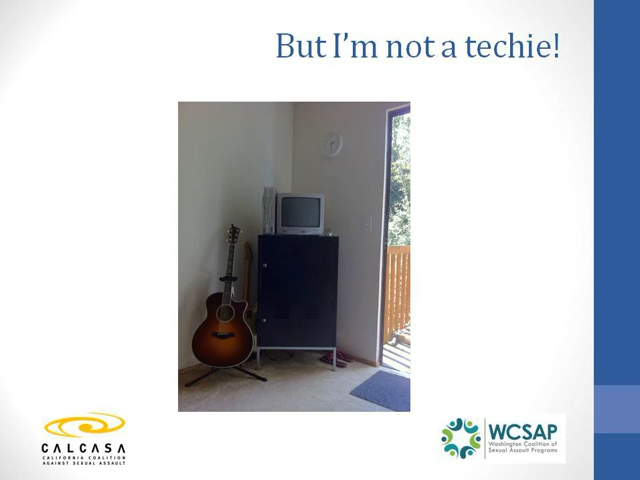 But I'm not a techie!
CALCASA
CALIFORNIA COALITION
AGAINST SEXUAL ASSAULT
WCSAP
Washington Coalition of
Sexual Assault Programs